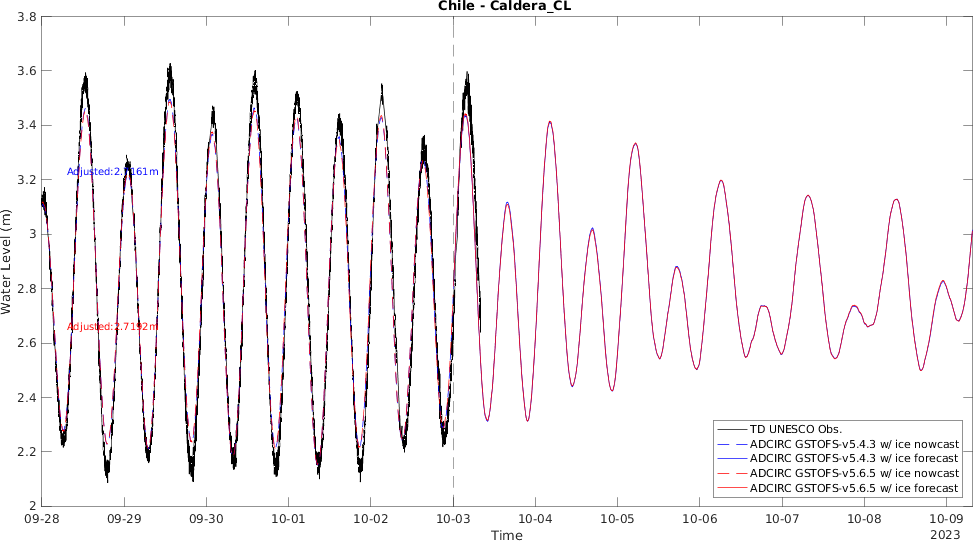 Chile - Caldera_CL
3.8
3.6
3.4
3.2
3
2.8
2.6
2.4
2.2
2
Water Level (m)
Adjusted:2.7192m
09-28
09-29
09-30
10-01
10-02
10-03
10-04
10-05
10-06
10-07
10-08
10-09
2023
Time
TD UNESCO Obs.
ADCIRC GSTOFS-v5.4.3 w/ ice nowcast
ADCIRC GSTOFS-v5.4.3 w/ ice forecast
ADCIRC GSTOFS-v5.6.5 w/ ice nowcast
ADCIRC GSTOFS-v5.6.5 w/ ice forecast